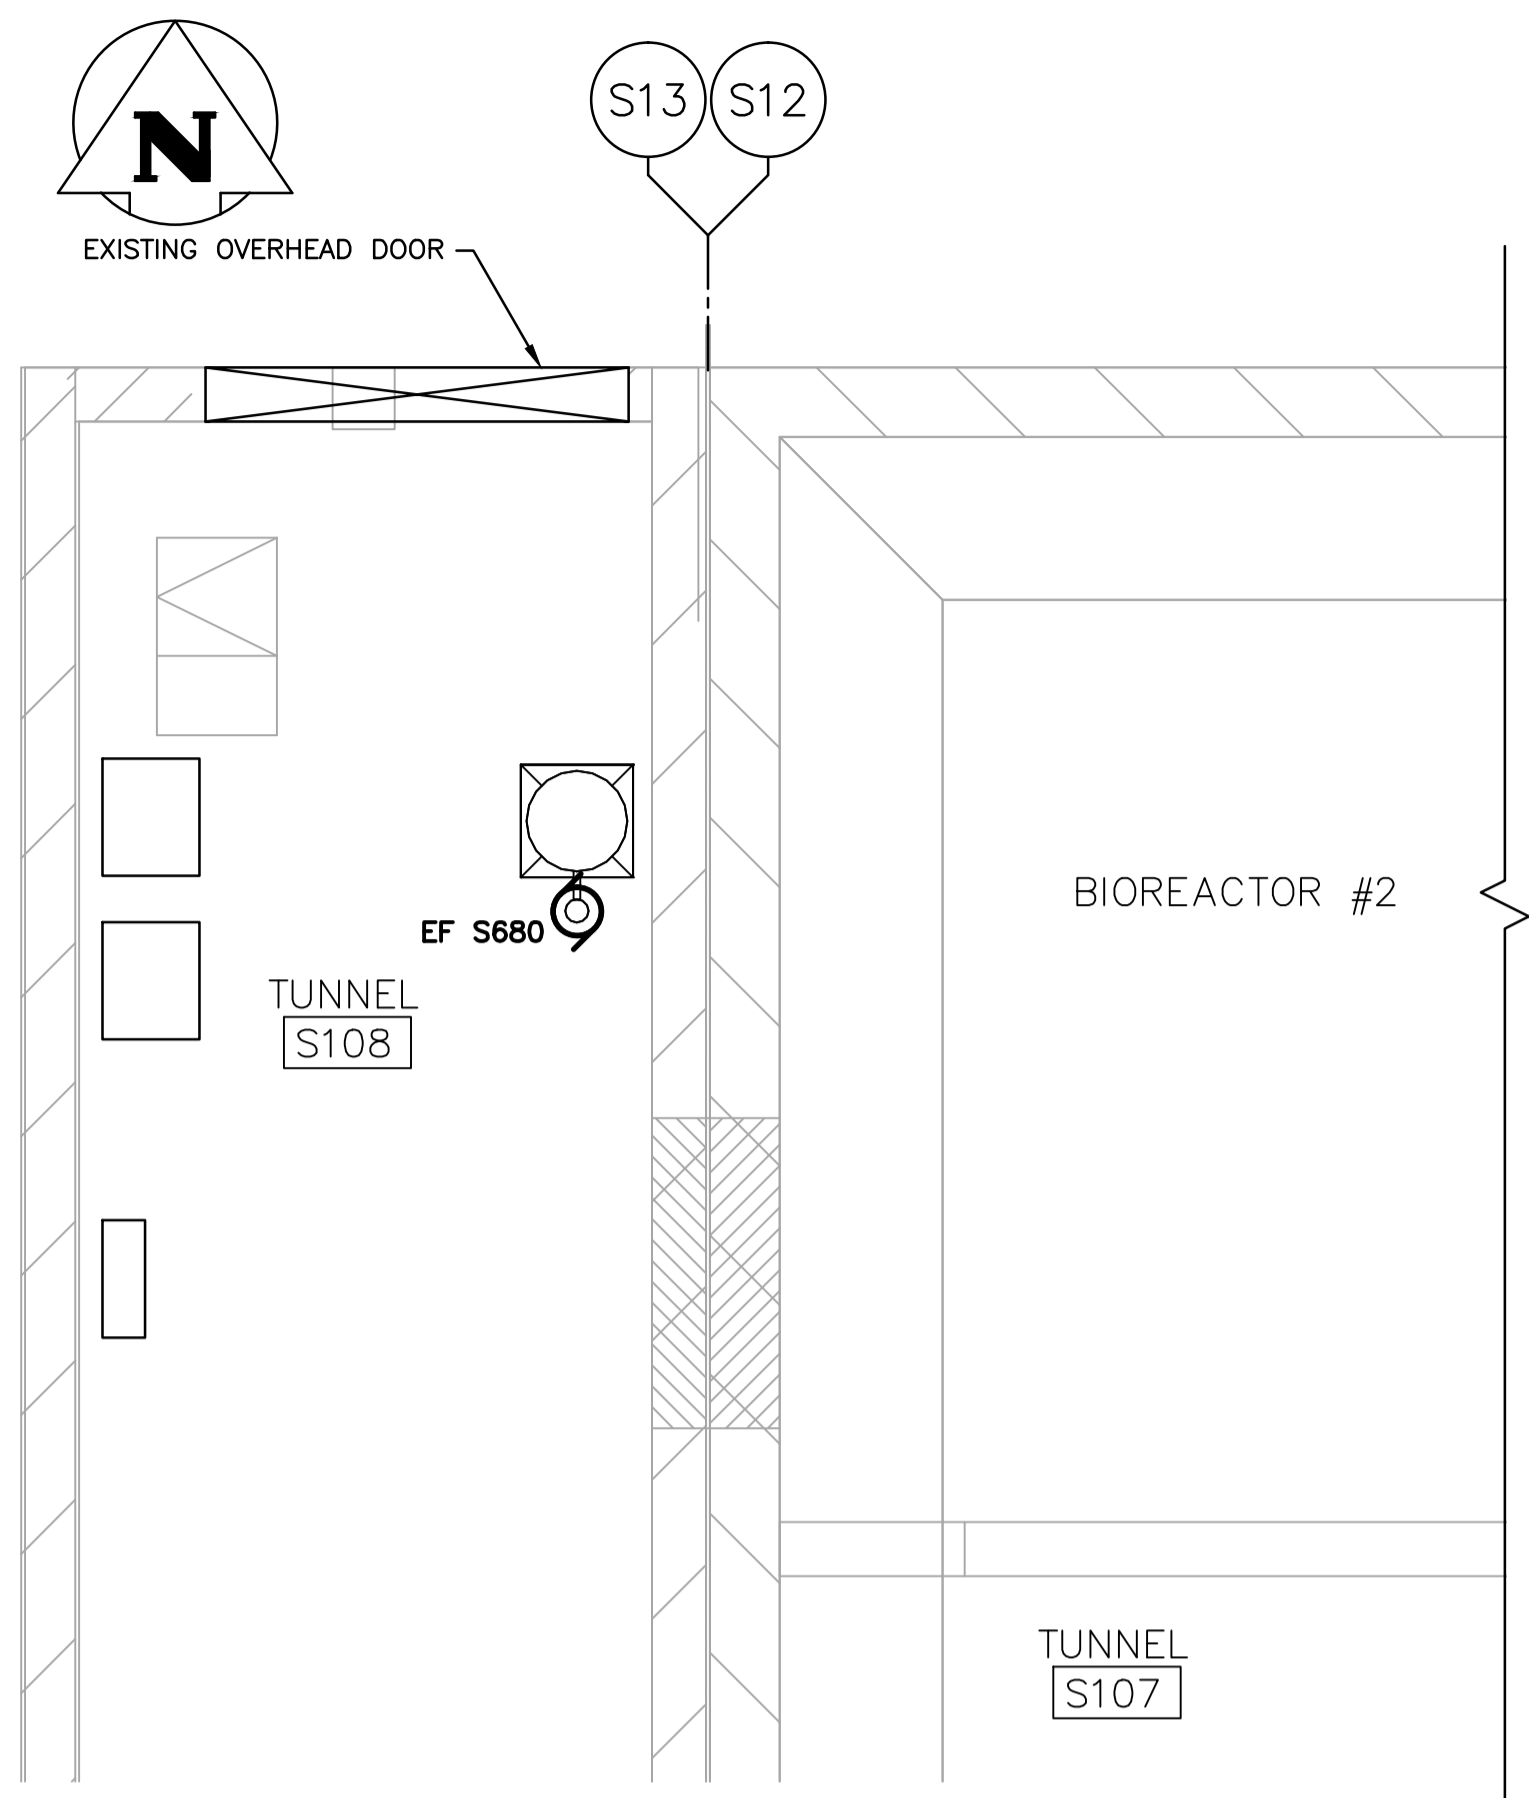 N
S13 S12
EXISTING OVERHEAD DOOR
BIOREACTOR #2
EF S680
TUNNEL
S108
TUNNEL
S107